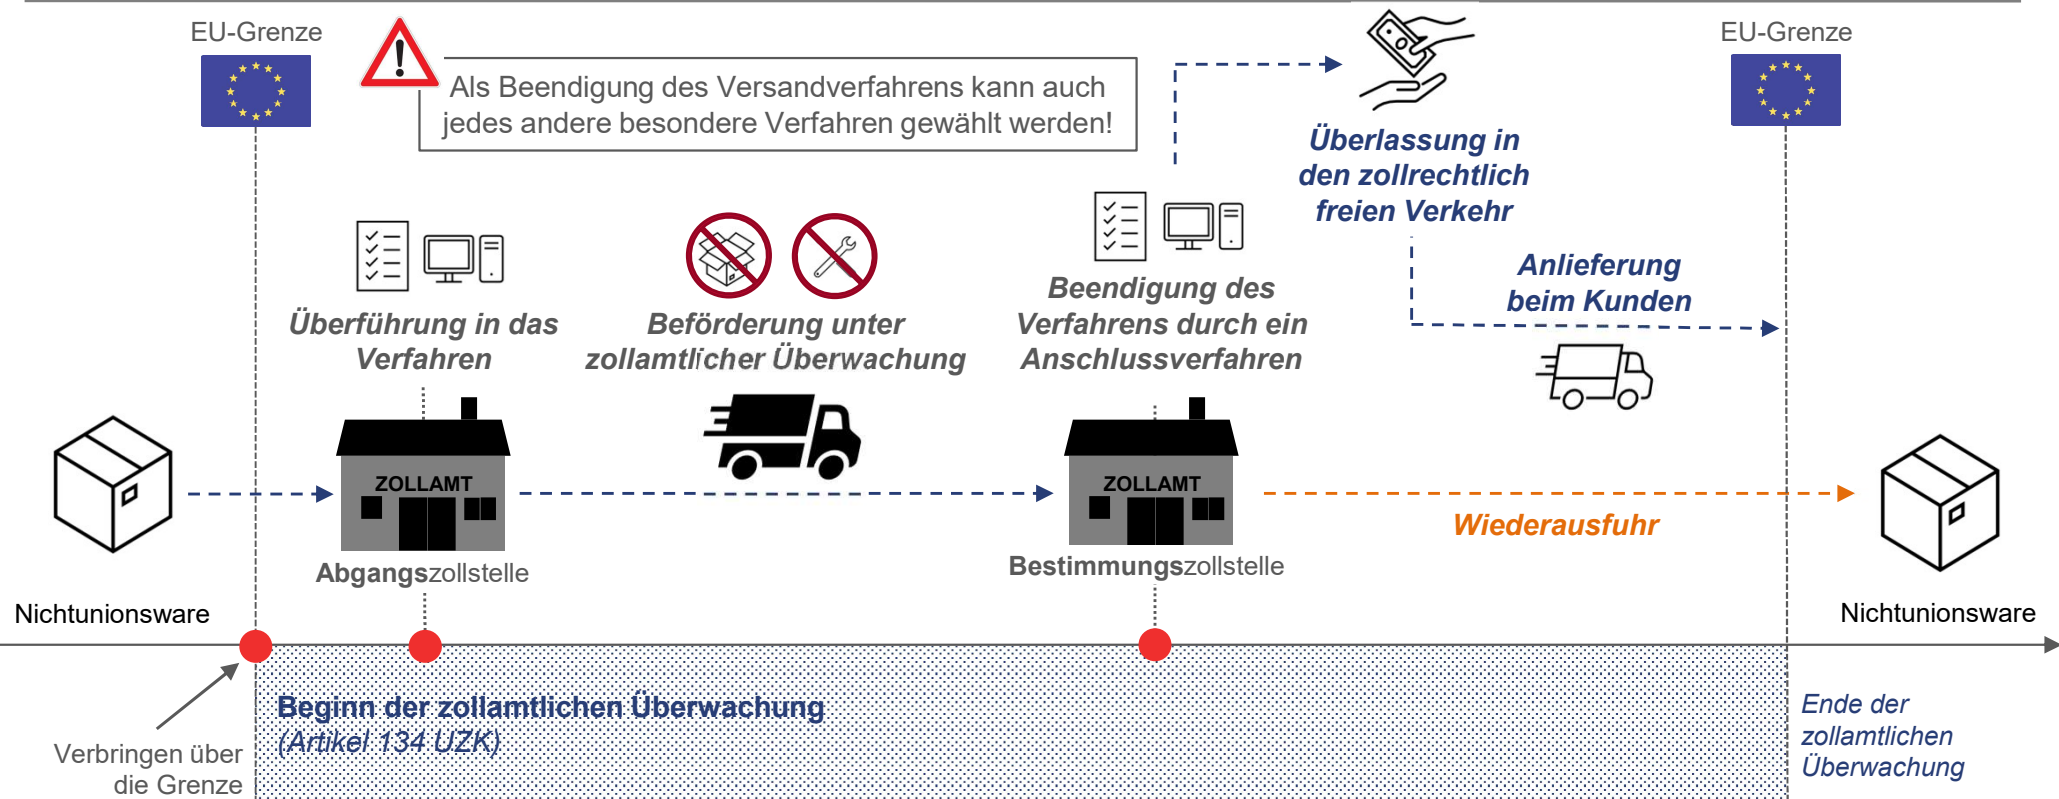 EU-Grenze
EU-Grenze
Als Beendigung des Versandverfahrens kann auch
jedes andere besondere Verfahren gewählt werden!
Überlassung in
den zollrechtlich
freien Verkehr
Anlieferung
beim Kunden
Überführung in das
Verfahren
Beförderung unter
zollamtlicher Überwachung
Beendigung des
Verfahrens durch ein
Anschlussverfahren
ZOLLAMT
ZOLLAMT
Wiederausfuhr
Abgangszollstelle
Bestimmungszollstelle
Nichtunionsware
Nichtunionsware
Beginn der zollamtlichen Überwachung
(Artikel 134 UZK)
Verbringen über
die Grenze
Ende der
zollamtlichen
Überwachung